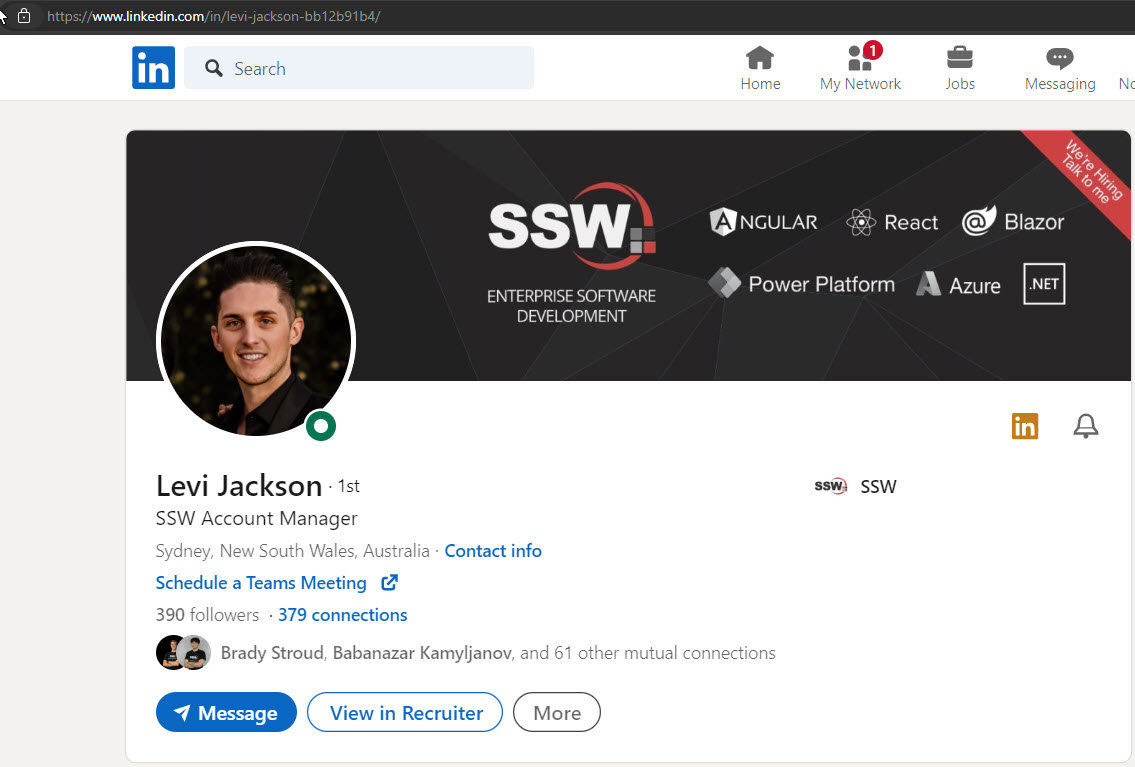 https://www.linkedin.com/in/levi-jackson-bb12b91b4/
in
Search
1
Home
My Network
Jobs
Messaging
No
We're Hiring
Talk to me
SSW
ENTERPRISE SOFTWARE
DEVELOPMENT
ANGULAR
React
Blazor
Power Platform
Azure
.NET
in
Levi Jackson · 1st
SSW SSW
SSW Account Manager
Sydney, New South Wales, Australia · Contact info
Schedule a Teams Meeting
390 followers · 379 connections
Brady Stroud, Babanazar Kamyljanov, and 61 other mutual connections
Message
View in Recruiter
More